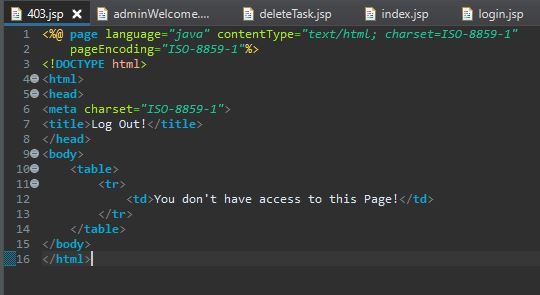 403.jsp adminWelcome.... deleteTask.jsp index.jsp login.jsp
1 <%@ page language="java" contentType="text/html; charset=ISO-8859-1"
2     pageEncoding="ISO-8859-1"%>
3 <!DOCTYPE html>
4 <html>
5 <head>
6 <meta charset="ISO-8859-1">
7 <title>Log Out!</title>
8 </head>
9 <body>
10     <table>
11         <tr>
12             <td>You don't have access to this Page!</td>
13         </tr>
14     </table>
15 </body>
16 </html>